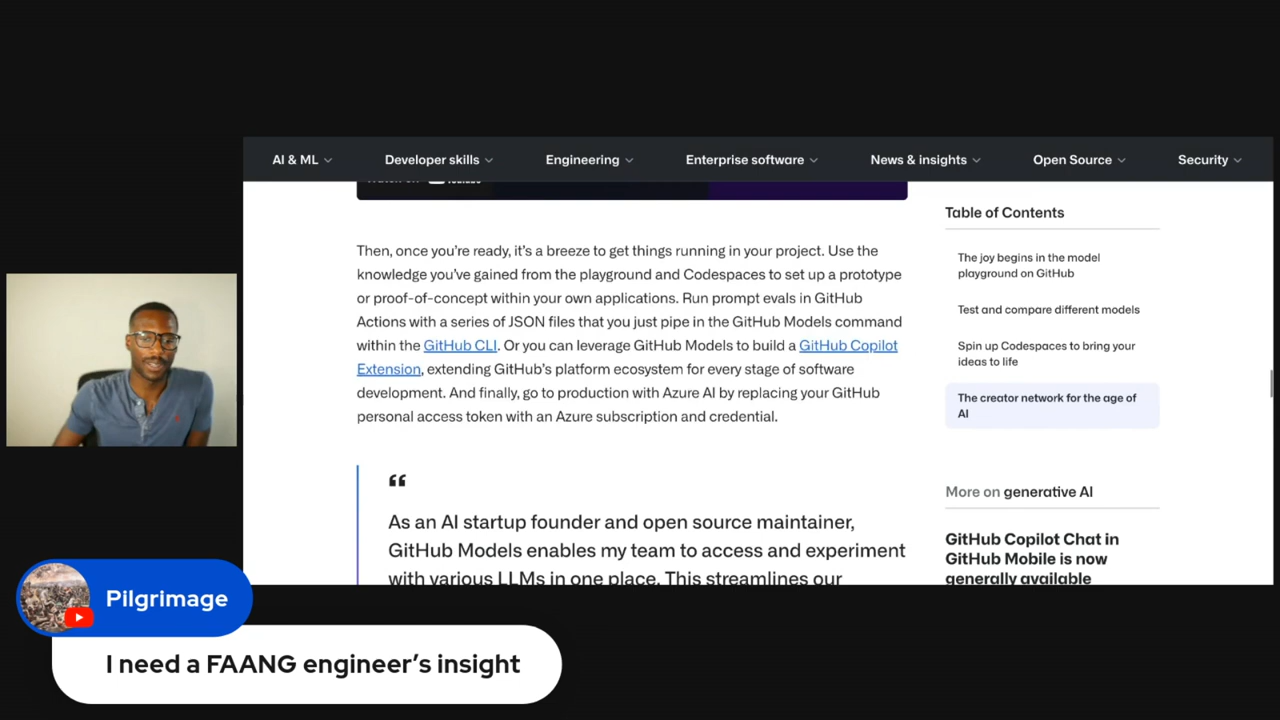 AI & ML
Developer skills
Engineering
Enterprise software
News & insights
Open Source
Security
Then, once you’re ready, it’s a breeze to get things running in your project. Use the
knowledge you’ve gained from the playground and Codespaces to set up a prototype
or proof-of-concept within your own applications. Run prompt evals in GitHub
Actions with a series of JSON files that you just pipe in the GitHub Models command
within the GitHub CLI. Or you can leverage GitHub Models to build a GitHub Copilot
Extension, extending GitHub’s platform ecosystem for every stage of software
development. And finally, go to production with Azure AI by replacing your GitHub
personal access token with an Azure subscription and credential.
“
As an AI startup founder and open source maintainer,
GitHub Models enables my team to access and experiment
with various LLMs in one place. This streamlines our
Table of Contents
The joy begins in the model
playground on GitHub
Test and compare different models
Spin up Codespaces to bring your
ideas to life
The creator network for the age of
AI
More on generative AI
GitHub Copilot Chat in
GitHub Mobile is now
generally available
Pilgrimage
I need a FAANG engineer’s insight